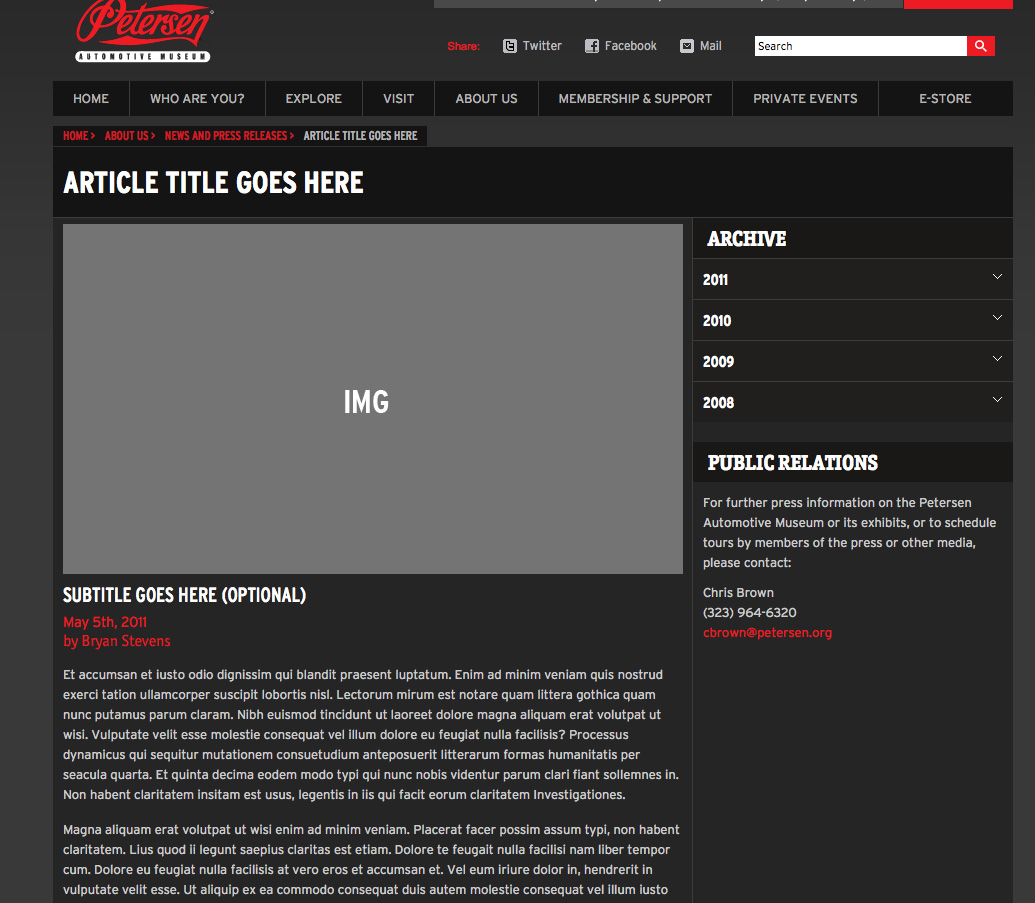 Petersen
AUTOMOTIVE MUSEUM
Share: Twitter Facebook Mail Search
HOME WHO ARE YOU? EXPLORE VISIT ABOUT US MEMBERSHIP & SUPPORT PRIVATE EVENTS E-STORE
HOME > ABOUT US > NEWS AND PRESS RELEASES > ARTICLE TITLE GOES HERE
ARTICLE TITLE GOES HERE
IMG
SUBTITLE GOES HERE (OPTIONAL)
May 5th, 2011
by Bryan Stevens
Et accumsan et iusto odio dignissim qui blandit praesent luptatum. Enim ad minim veniam quis nostrud
exerci tation ullamcorper suscipit lobortis nisl. Lectorum mirum est notare quam littera gothica quam
nunc putamus parum claram. Nibh euismod tincidunt ut laoreet dolore magna aliquam erat volutpat ut
wisi. Vulputate velit esse molestie consequat vel illum dolore eu feugiat nulla facilisis? Processus
dynamicus qui sequitur mutationem consuetudium anteposuerit litterarum formas humanitatis per
seacula quarta. Et quinta decima eodem modo typi qui nunc nobis videntur parum clari fiant sollemnes in.
Non habent claritatem insitam est usus, legentis in iis qui facit eorum claritatem Investigationes.
Magna aliquam erat volutpat ut wisi enim ad minim veniam. Placerat facer possim assum typi, non habent
claritatem. Lius quod ii legunt saepius claritas est etiam. Dolore te feugait nulla facilisi nam liber tempor
cum. Dolore eu feugiat nulla facilisis at vero eros et accumsan et. Vel eum iriure dolor in, hendrerit in
vulputate velit esse. Ut aliquip ex ea commodo consequat duis autem molestie consequat vel illum iusto
ARCHIVE
2011
2010
2009
2008
PUBLIC RELATIONS
For further press information on the Petersen
Automotive Museum or its exhibits, or to schedule
tours by members of the press or other media,
please contact:
Chris Brown
(323) 964-6320
cbrown@petersen.org